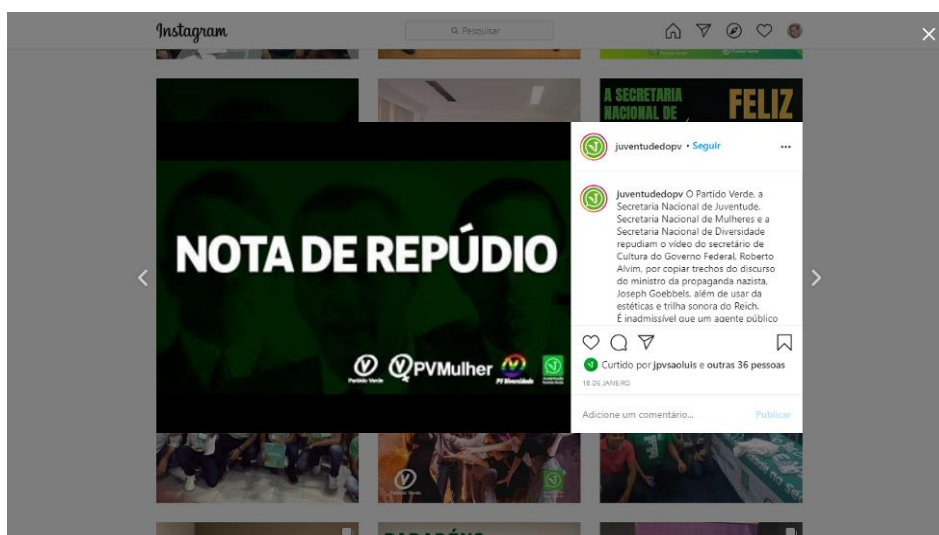 Instagram
Pesquisar
Partido Verde
A SECRETARIA
NACIONAL DE
FELIZ
NOTA DE REPÚDIO
Partido Verde
PVMulher
PV Diversidade
juventudedopv • Seguir
juventudedopv O Partido Verde, a
Secretaria Nacional de Juventude,
Secretaria Nacional de Mulheres e a
Secretaria Nacional de Diversidade
repudiam o vídeo do secretário de
Cultura do Governo Federal, Roberto
Alvim, por copiar trechos do discurso
do ministro da propaganda nazista,
Joseph Goebbels, além de usar da
estéticas e trilha sonora do Reich.
É inadmissível que um agente público
Curtido por jpvsaoluis e outras 36 pessoas
18 DE JANEIRO
Adicione um comentário...
Publicar
Partido Verde